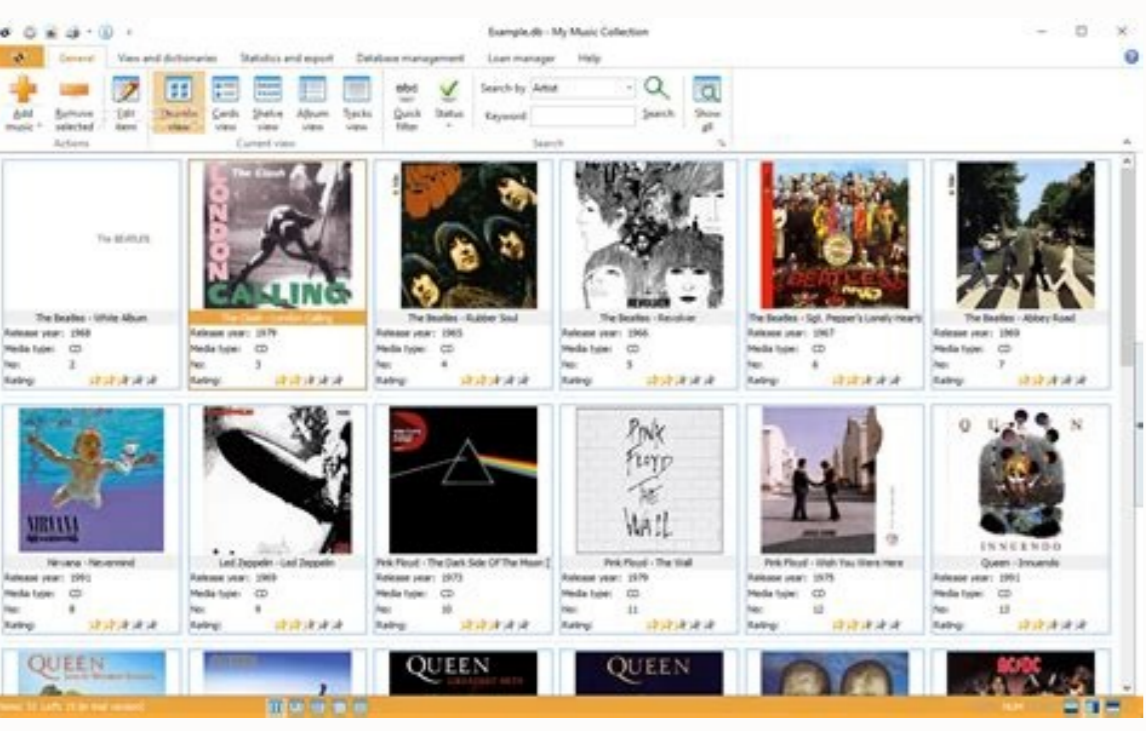 Example.db - My Music Collection
General View and dictionaries Statistics and export Database management Loan manager Help
Add music Remove selected Edit item Thumbs view Cards view Shelve view Album view Tracks view abc Quick filter Status Search by Artist Search Show all
Keyword
Actions Current view Search
The BEATLES The Clash LONDON CALLING REVOLVER BEATLES
The Beatles - White Album The Clash - London Calling The Beatles - Rubber Soul The Beatles - Revolver The Beatles - Sgt. Pepper's Lonely Hearts The Beatles - Abbey Road
Release year: 1968 Release year: 1979 Release year: 1965 Release year: 1966 Release year: 1967 Release year: 1969
Media type: CD Media type: CD Media type: CD Media type: CD Media type: CD Media type: CD
No: 2 No: 3 No: 4 No: 5 No: 6 No: 7
Rating: Rating: Rating: Rating: Rating: Rating:
NIRVANA PINK FLOYD THE WALL QUEEN INNUENDO
Nirvana - Nevermind Led Zeppelin - Led Zeppelin Pink Floyd - The Dark Side Of The Moon [ Pink Floyd - The Wall Pink Floyd - Wish You Were Here Queen - Innuendo
Release year: 1991 Release year: 1969 Release year: 1973 Release year: 1979 Release year: 1975 Release year: 1991
Media type: CD Media type: CD Media type: CD Media type: CD Media type: CD Media type: CD
No: 8 No: 9 No: 10 No: 11 No: 12 No: 13
Rating: Rating: Rating: Rating: Rating: Rating:
QUEEN QUEEN GREATEST HITS QUEEN AC/DC
NUM